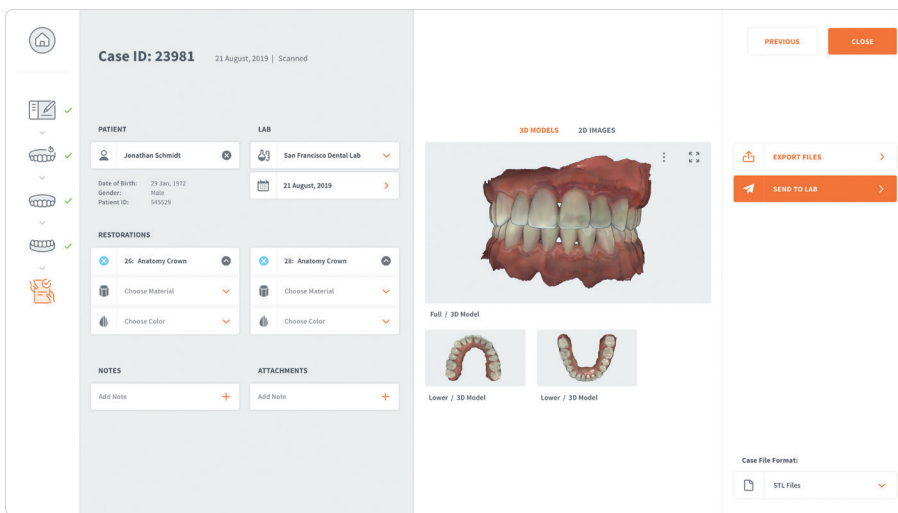 Case ID: 23981
21 August, 2019 | Scanned
PREVIOUS
CLOSE
PATIENT
Jonathan Schmidt
Date of Birth: 29 Jan, 1972
Gender: Male
Patient ID: 545529
LAB
San Francisco Dental Lab
21 August, 2019
RESTORATIONS
26: Anatomy Crown
Choose Material
Choose Color
28: Anatomy Crown
Choose Material
Choose Color
NOTES
Add Note
ATTACHMENTS
Add Note
3D MODELS
2D IMAGES
Full / 3D Model
Lower / 3D Model
Lower / 3D Model
EXPORT FILES
SEND TO LAB
Case File Format:
STL Files